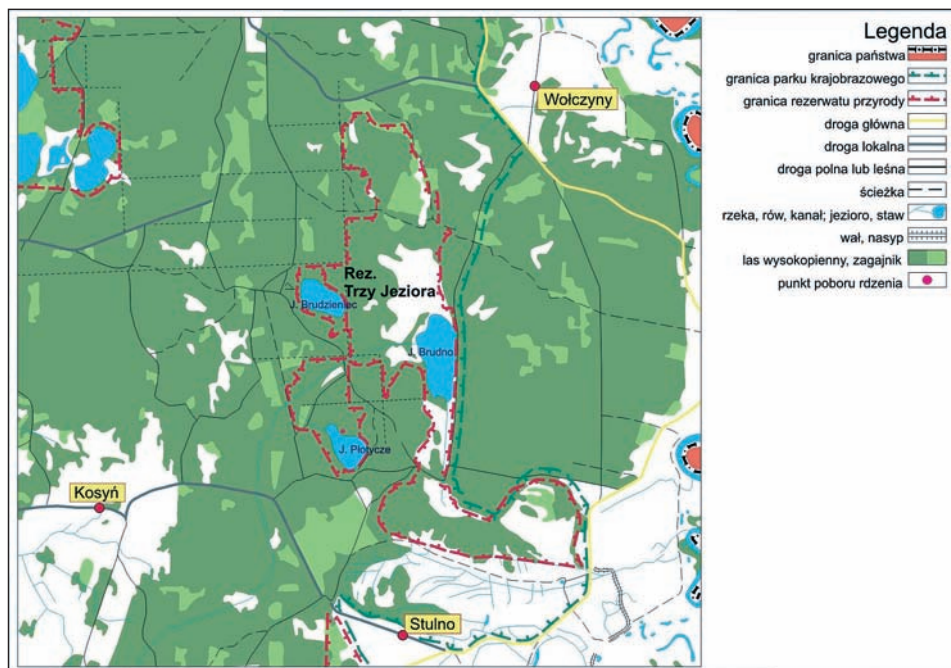 Legenda
granica państwa
granica parku krajobrazowego
granica rezerwatu przyrody
droga główna
droga lokalna
droga polna lub leśna
ścieżka
rzeka, rów, kanał; jezioro, staw
wał, nasyp
las wysokopienny, zagajnik
punkt poboru rdzenia
Wołczyny
Rez.
Trzy Jeziora
J. Brudzieniec
J. Brudno
J. Płotycze
Kosyń
Stulno